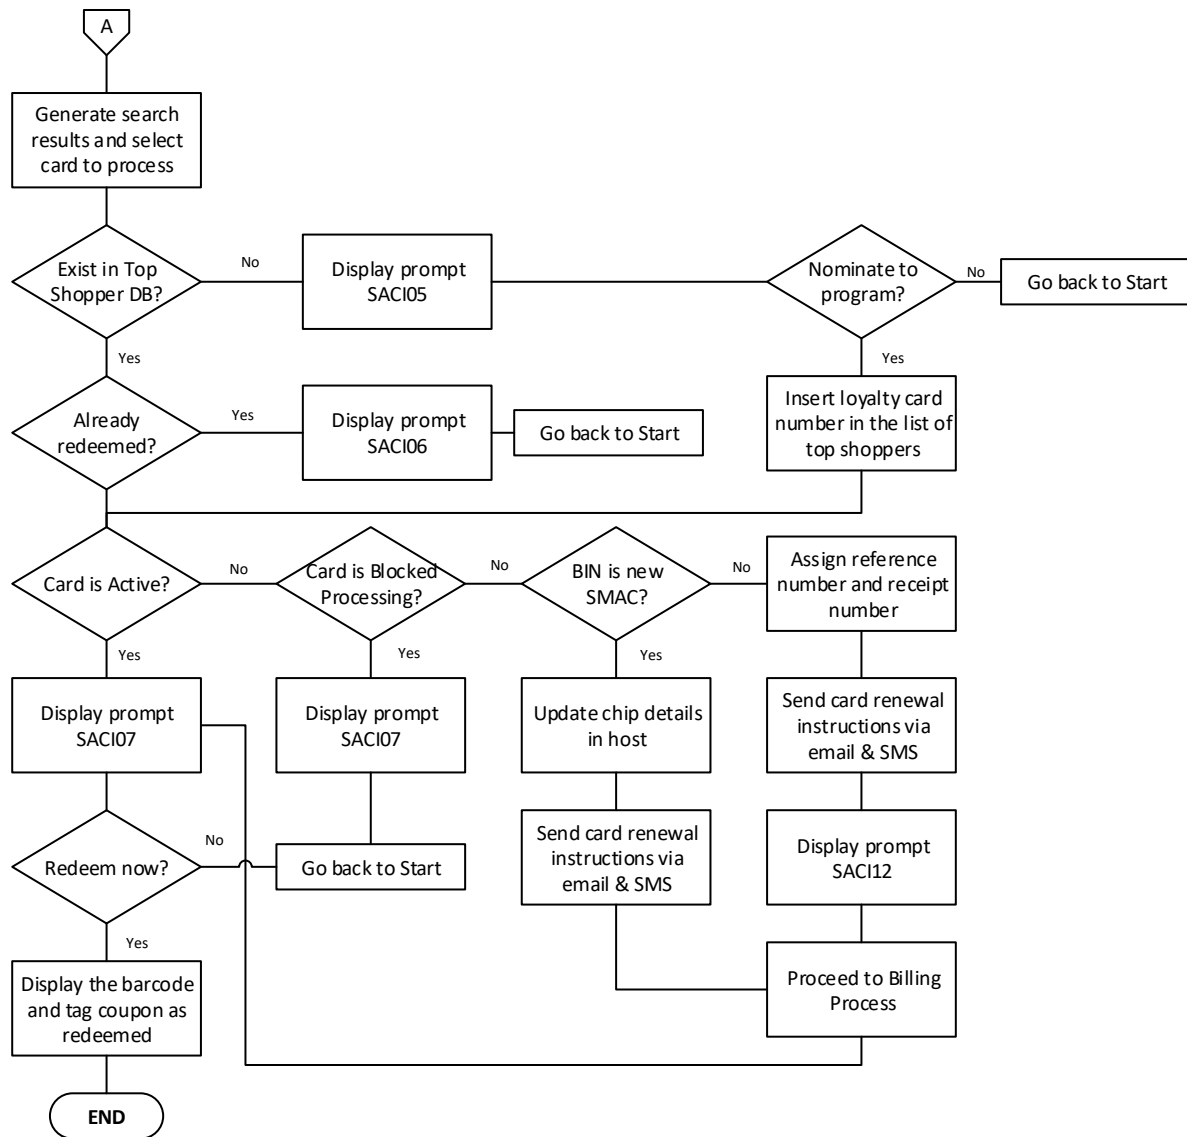 A
Generate search
results and select
card to process
Exist in Top
Shopper DB?
No
Display prompt
SACI05
Nominate to
program?
No
Go back to Start
Yes
Yes
Already
redeemed?
Yes
Display prompt
SACI06
Go back to Start
Insert loyalty card
number in the list of
top shoppers
Card is Active?
No
Card is Blocked
Processing?
No
BIN is new
SMAC?
No
Assign reference
number and receipt
number
Yes
Yes
Yes
Display prompt
SACI07
Display prompt
SACI07
Update chip details
in host
Send card renewal
instructions via
email & SMS
Redeem now?
No
Go back to Start
Send card renewal
instructions via
email & SMS
Display prompt
SACI12
Yes
Display the barcode
and tag coupon as
redeemed
Proceed to Billing
Process
END